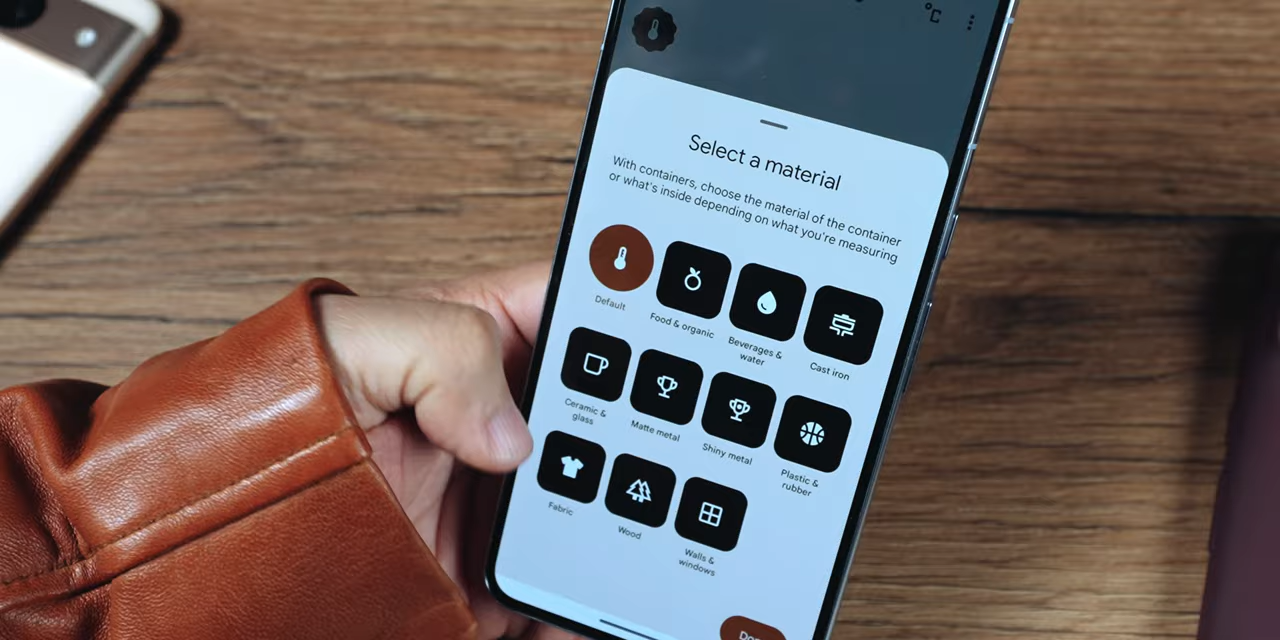 °C
Select a material
With containers, choose the material of the container
or what's inside depending on what you're measuring
Default
Food & organic
Beverages &
water
Cast iron
Ceramic &
glass
Matte metal
Shiny metal
Plastic &
rubber
Fabric
Wood
Walls &
windows